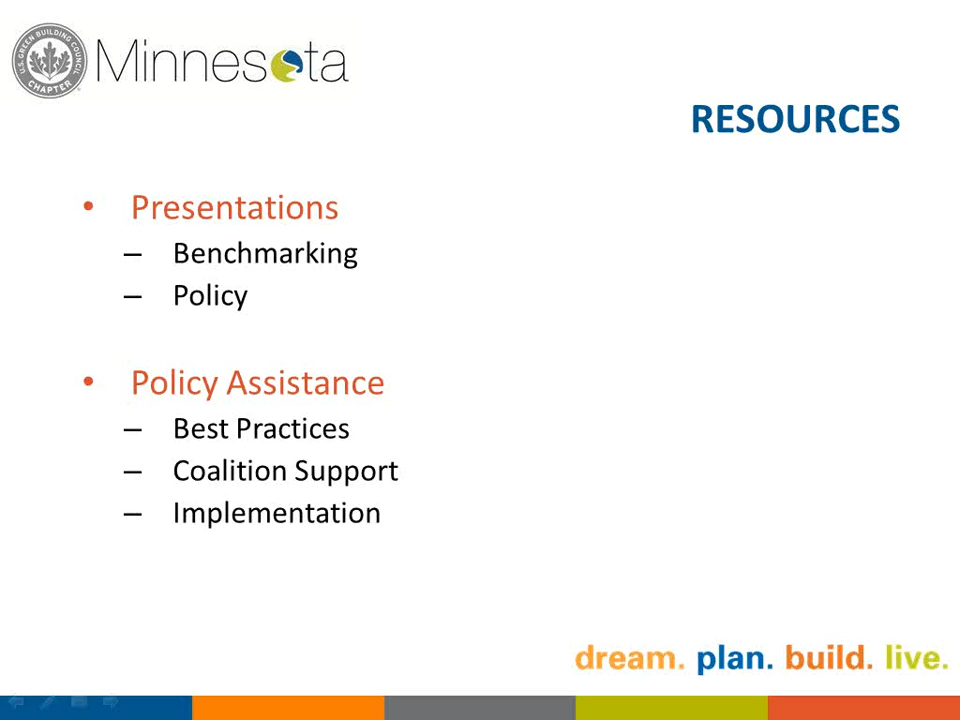 U.S. GREEN BUILDING COUNCIL
CHAPTER
Minnesota
RESOURCES
• Presentations
– Benchmarking
– Policy
• Policy Assistance
– Best Practices
– Coalition Support
– Implementation
dream. plan. build. live.